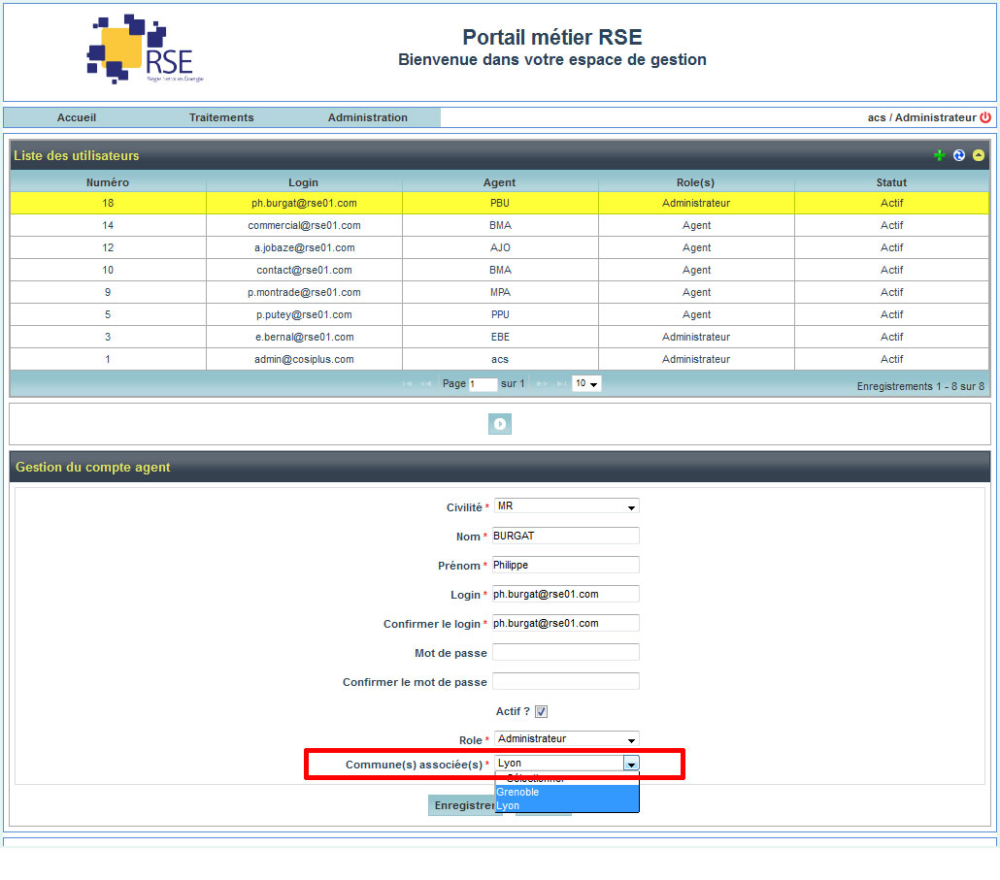 RSE
Régie Services Énergie
Portail métier RSE
Bienvenue dans votre espace de gestion
Accueil Traitements Administration acs / Administrateur
Liste des utilisateurs
Numéro Login Agent Role(s) Statut
18 ph.burgat@rse01.com PBU Administrateur Actif
14 commercial@rse01.com BMA Agent Actif
12 a.jobaze@rse01.com AJO Agent Actif
10 contact@rse01.com BMA Agent Actif
9 p.montrade@rse01.com MPA Agent Actif
5 p.putey@rse01.com PPU Agent Actif
3 e.bernal@rse01.com EBE Administrateur Actif
1 admin@cosiplus.com acs Administrateur Actif
Page 1 sur 1 10 Enregistrements 1 - 8 sur 8
Gestion du compte agent
Civilité * MR
Nom * BURGAT
Prénom * Philippe
Login * ph.burgat@rse01.com
Confirmer le login * ph.burgat@rse01.com
Mot de passe
Confirmer le mot de passe
Actif ?
Role * Administrateur
Commune(s) associée(s) * Lyon
Sélectionner
Grenoble
Enregistrer Lyon